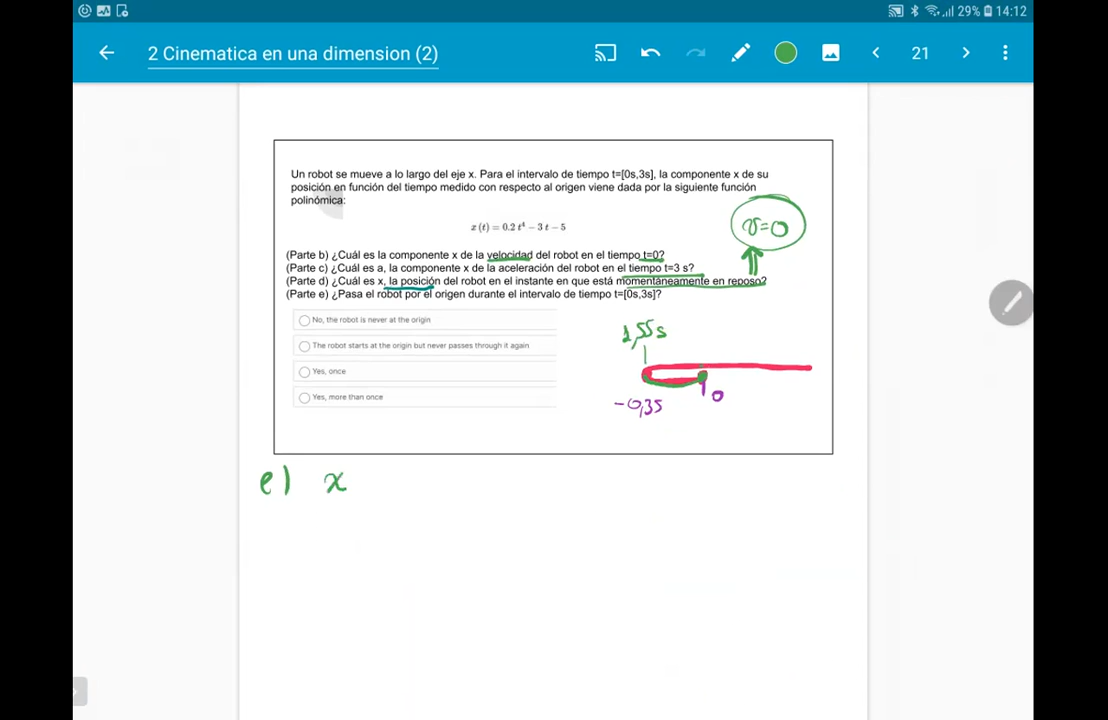 29% 14:12
2 Cinematica en una dimension (2)
21
Un robot se mueve a lo largo del eje x. Para el intervalo de tiempo t=[0s,3s], la componente x de su
posición en función del tiempo medido con respecto al origen viene dada por la siguiente función
polinómica:
x (t) = 0.2 t⁴ − 3 t − 5
v=0
(Parte b) ¿Cuál es la componente x de la velocidad del robot en el tiempo t=0?
(Parte c) ¿Cuál es a, la componente x de la aceleración del robot en el tiempo t=3 s?
(Parte d) ¿Cuál es x, la posición del robot en el instante en que está momentáneamente en reposo?
(Parte e) ¿Pasa el robot por el origen durante el intervalo de tiempo t=[0s,3s]?
No, the robot is never at the origin
The robot starts at the origin but never passes through it again
Yes, once
Yes, more than once
1,55s
0
-0,35
e) x